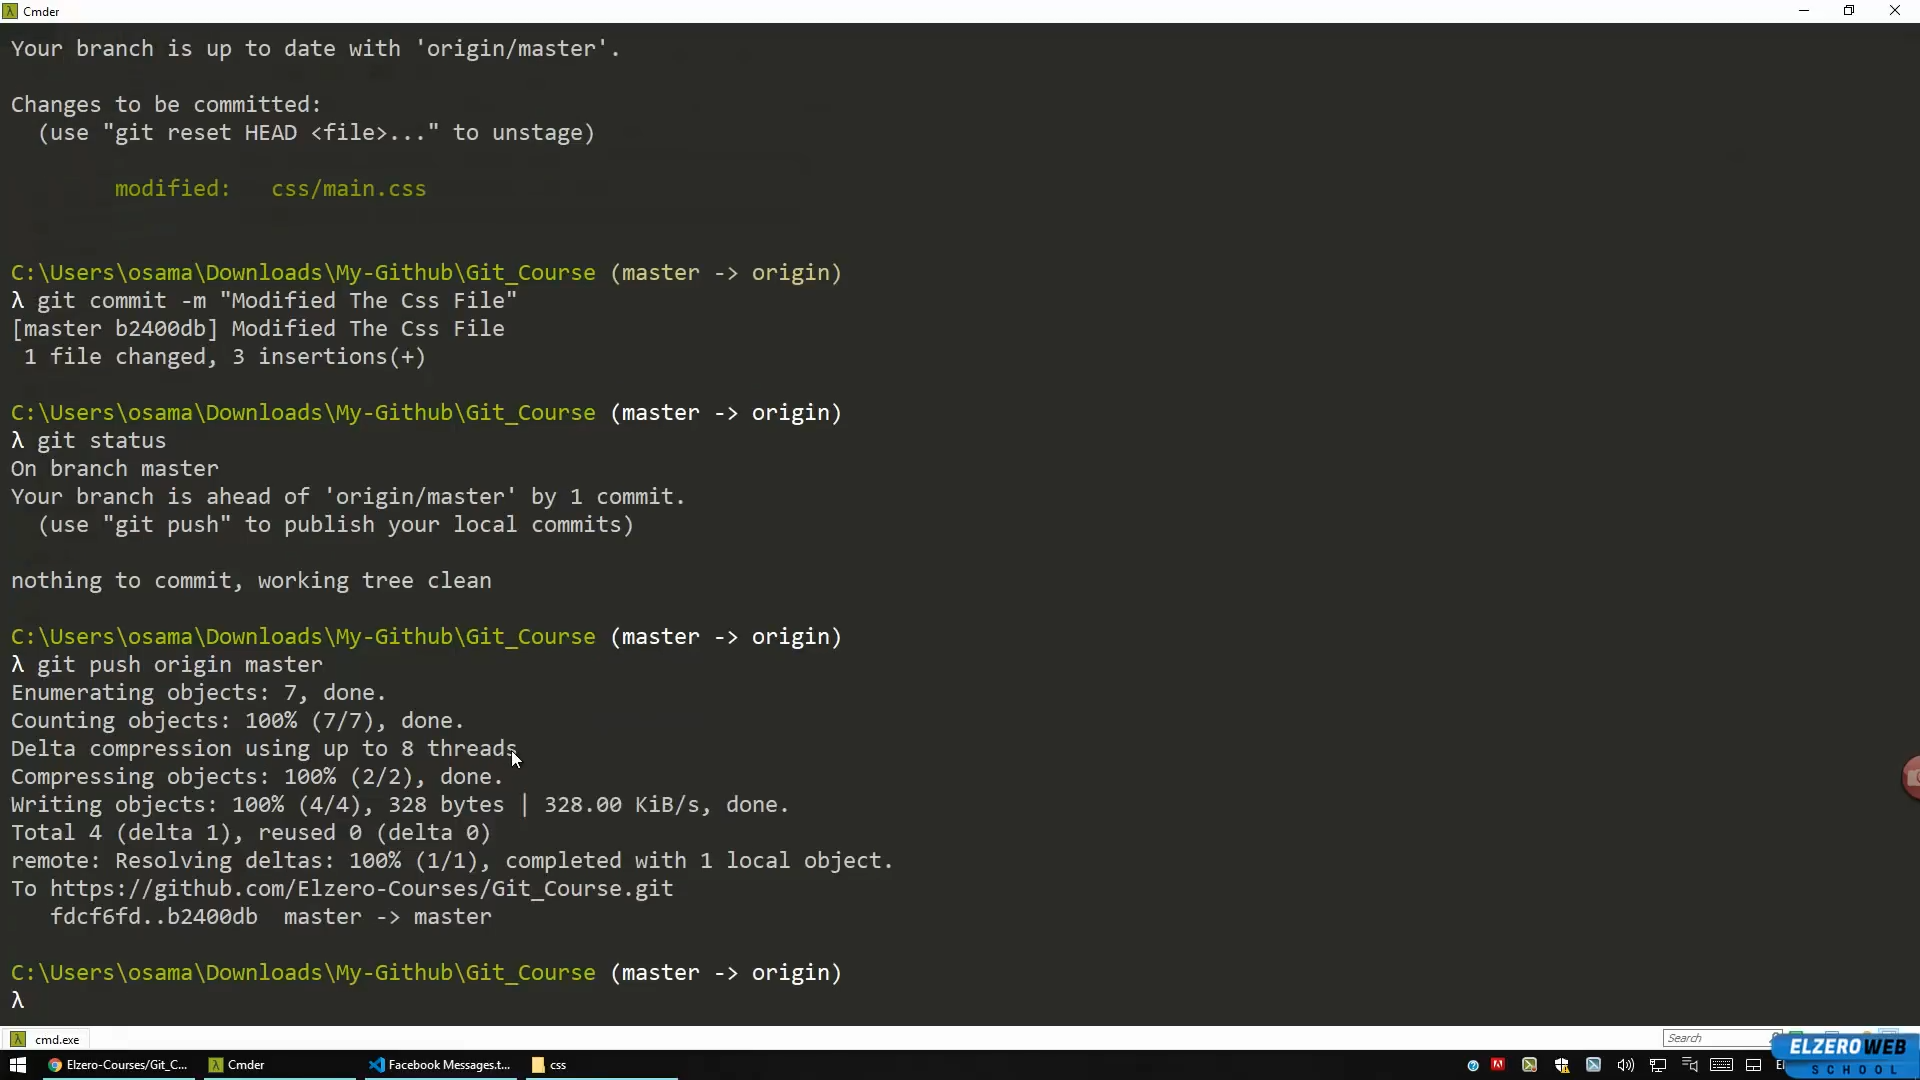 Cmder
Your branch is up to date with 'origin/master'.
Changes to be committed:
(use "git reset HEAD <file>..." to unstage)
modified:   css/main.css
C:\Users\osama\Downloads\My-Github\Git_Course (master -> origin)
λ git commit -m "Modified The Css File"
[master b2400db] Modified The Css File
1 file changed, 3 insertions(+)
C:\Users\osama\Downloads\My-Github\Git_Course (master -> origin)
λ git status
On branch master
Your branch is ahead of 'origin/master' by 1 commit.
(use "git push" to publish your local commits)
nothing to commit, working tree clean
C:\Users\osama\Downloads\My-Github\Git_Course (master -> origin)
λ git push origin master
Enumerating objects: 7, done.
Counting objects: 100% (7/7), done.
Delta compression using up to 8 threads
Compressing objects: 100% (2/2), done.
Writing objects: 100% (4/4), 328 bytes | 328.00 KiB/s, done.
Total 4 (delta 1), reused 0 (delta 0)
remote: Resolving deltas: 100% (1/1), completed with 1 local object.
To https://github.com/Elzero-Courses/Git_Course.git
fdcf6fd..b2400db  master -> master
C:\Users\osama\Downloads\My-Github\Git_Course (master -> origin)
λ
cmd.exe
Search
Elzero-Courses/Git_C...
Cmder
Facebook Messages.t...
css
ELZEROWEB
SCHOOL